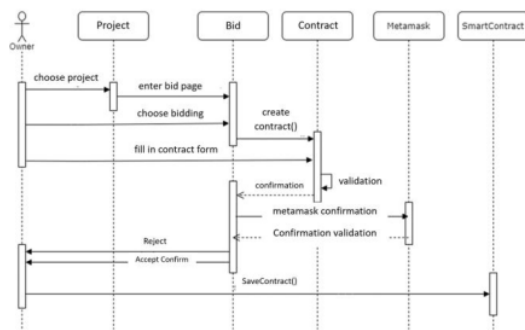 Project
Bid
Contract
Metamask
SmartContract
Owner
choose project
enter bid page
choose bidding
create
contract()
fill in contract form
validation
confirmation
metamask confirmation
Confirmation validation
Reject
Accept Confirm
SaveContract()